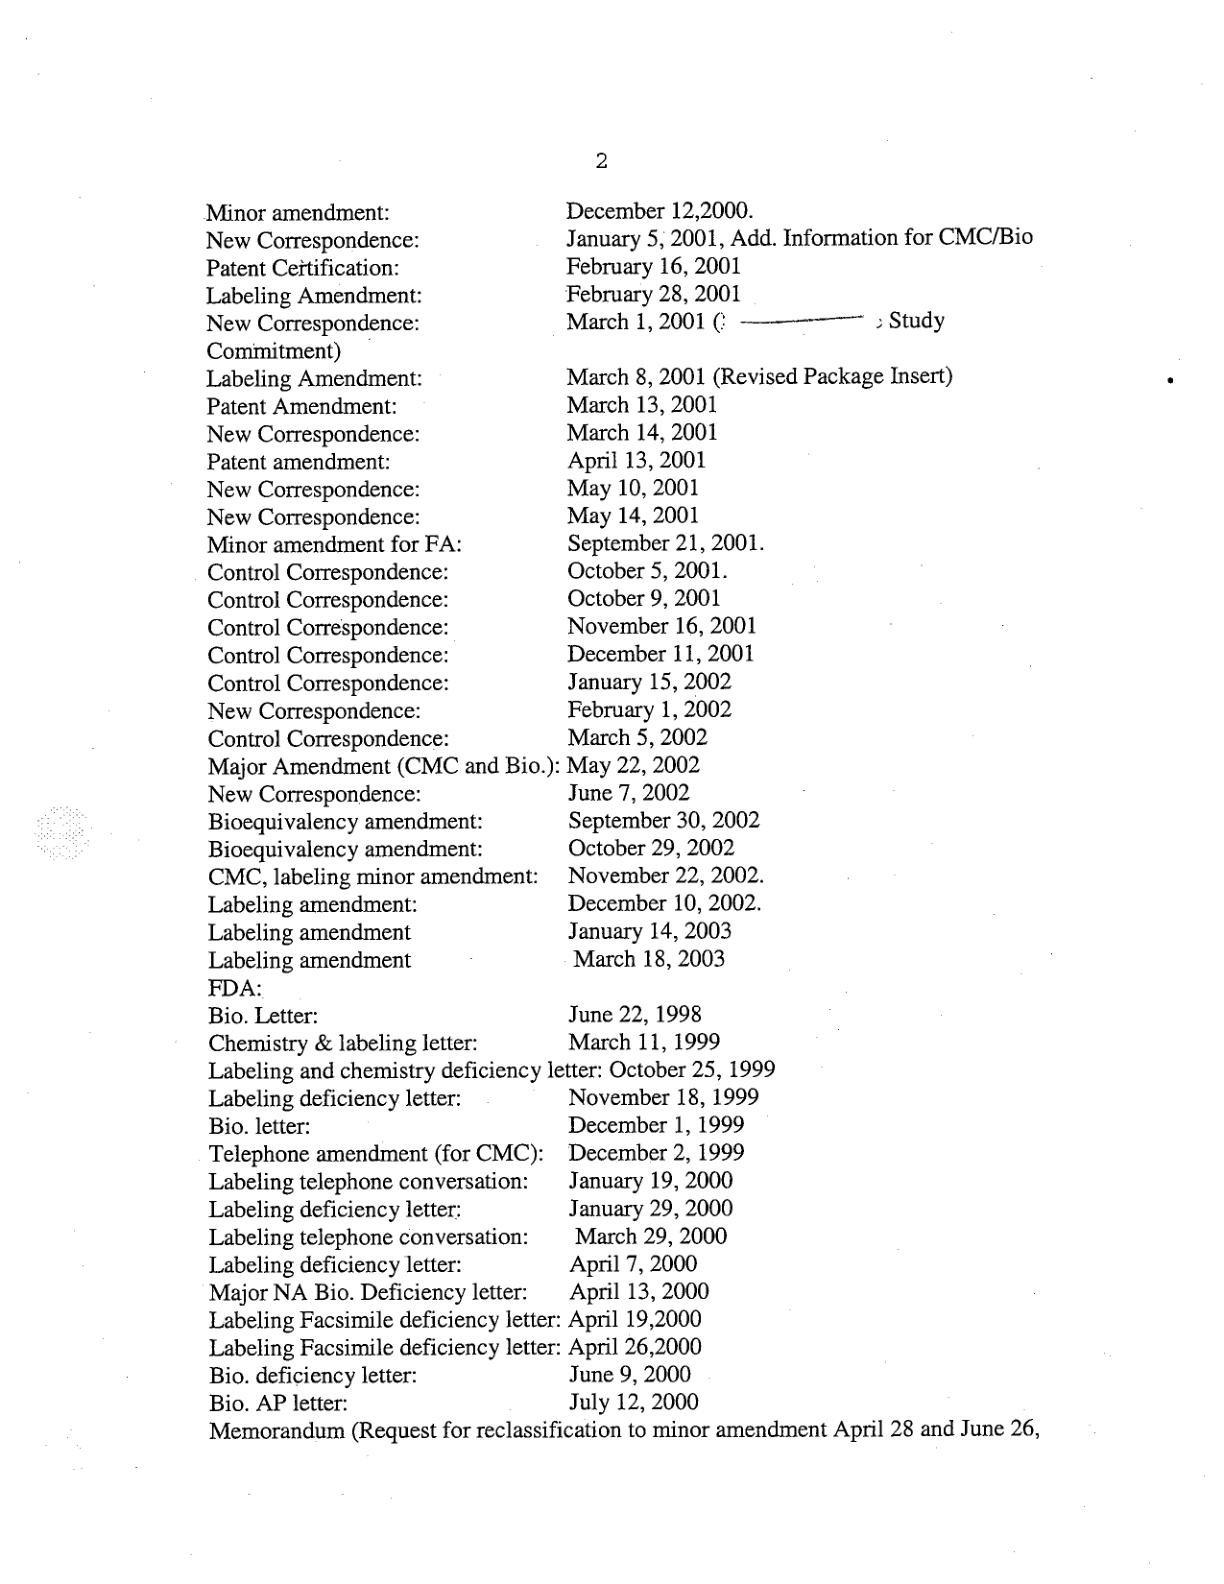 2
Minor amendment: December 12,2000.
New Correspondence: January 5, 2001, Add. Information for CMC/Bio
Patent Certification: February 16, 2001
Labeling Amendment: February 28, 2001
New Correspondence: March 1, 2001 ( Study
Commitment)
Labeling Amendment: March 8, 2001 (Revised Package Insert)
Patent Amendment: March 13, 2001
New Correspondence: March 14, 2001
Patent amendment: April 13, 2001
New Correspondence: May 10, 2001
New Correspondence: May 14, 2001
Minor amendment for FA: September 21, 2001.
Control Correspondence: October 5, 2001.
Control Correspondence: October 9, 2001
Control Correspondence: November 16, 2001
Control Correspondence: December 11, 2001
Control Correspondence: January 15, 2002
New Correspondence: February 1, 2002
Control Correspondence: March 5, 2002
Major Amendment (CMC and Bio.): May 22, 2002
New Correspondence: June 7, 2002
Bioequivalency amendment: September 30, 2002
Bioequivalency amendment: October 29, 2002
CMC, labeling minor amendment: November 22, 2002.
Labeling amendment: December 10, 2002.
Labeling amendment January 14, 2003
Labeling amendment March 18, 2003
FDA:
Bio. Letter: June 22, 1998
Chemistry & labeling letter: March 11, 1999
Labeling and chemistry deficiency letter: October 25, 1999
Labeling deficiency letter: November 18, 1999
Bio. letter: December 1, 1999
Telephone amendment (for CMC): December 2, 1999
Labeling telephone conversation: January 19, 2000
Labeling deficiency letter: January 29, 2000
Labeling telephone conversation: March 29, 2000
Labeling deficiency letter: April 7, 2000
Major NA Bio. Deficiency letter: April 13, 2000
Labeling Facsimile deficiency letter: April 19,2000
Labeling Facsimile deficiency letter: April 26,2000
Bio. deficiency letter: June 9, 2000
Bio. AP letter: July 12, 2000
Memorandum (Request for reclassification to minor amendment April 28 and June 26,